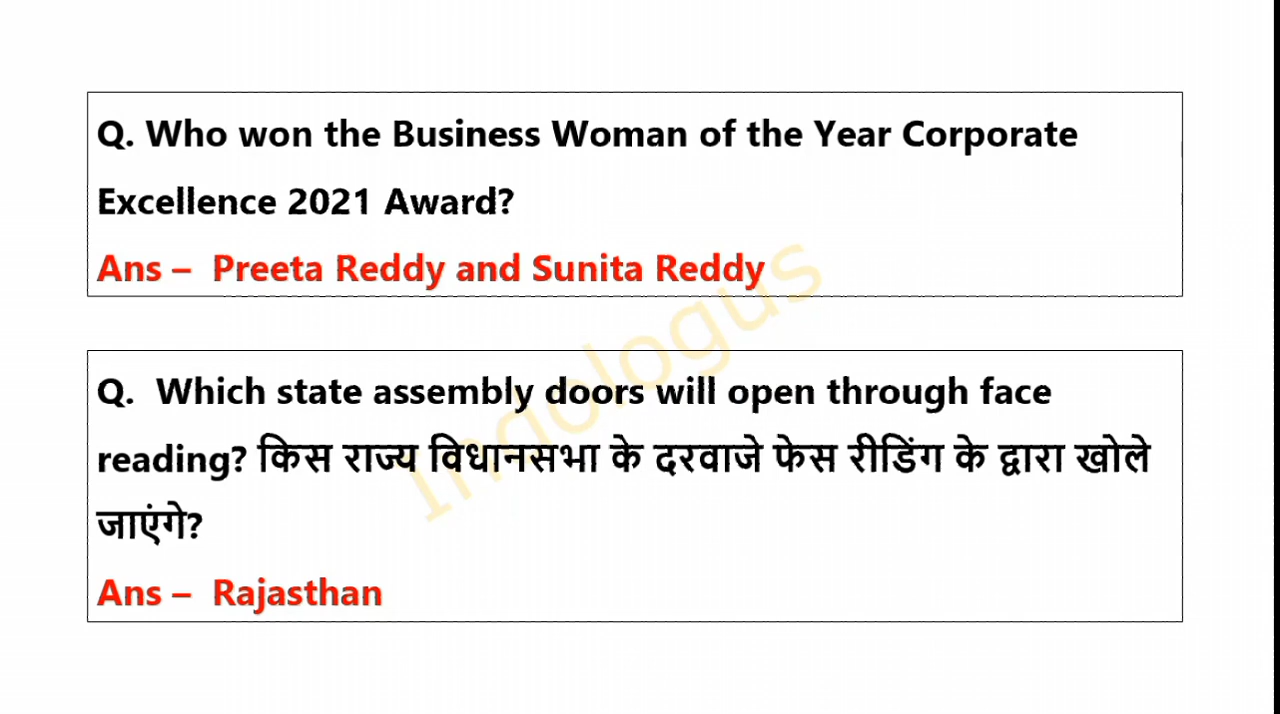 Q. Who won the Business Woman of the Year Corporate
Excellence 2021 Award?
Ans – Preeta Reddy and Sunita Reddy
Indologus
Q. Which state assembly doors will open through face
reading? किस राज्य विधानसभा के दरवाजे फेस रीडिंग के द्वारा खोले
जाएंगे?
Ans – Rajasthan